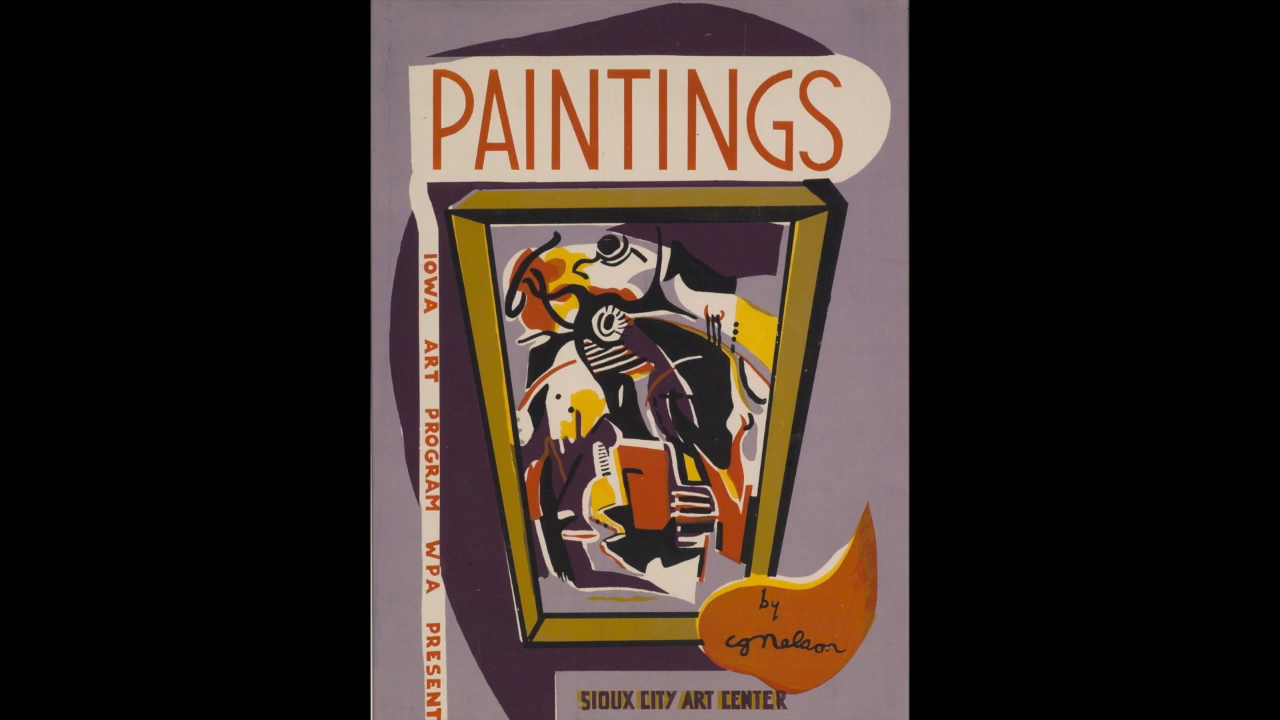 PAINTINGS
IOWA ART PROGRAM WPA PRESENT
by
cg Nelson
SIOUX CITY ART CENTER